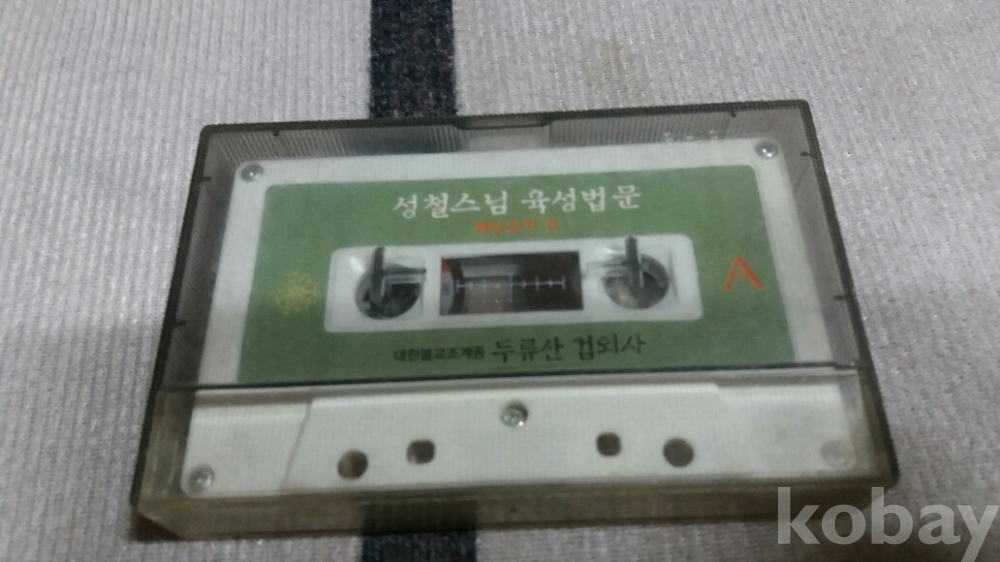 성철스님 육성법문
A
대한불교조계종 두류산 겁외사
kobay